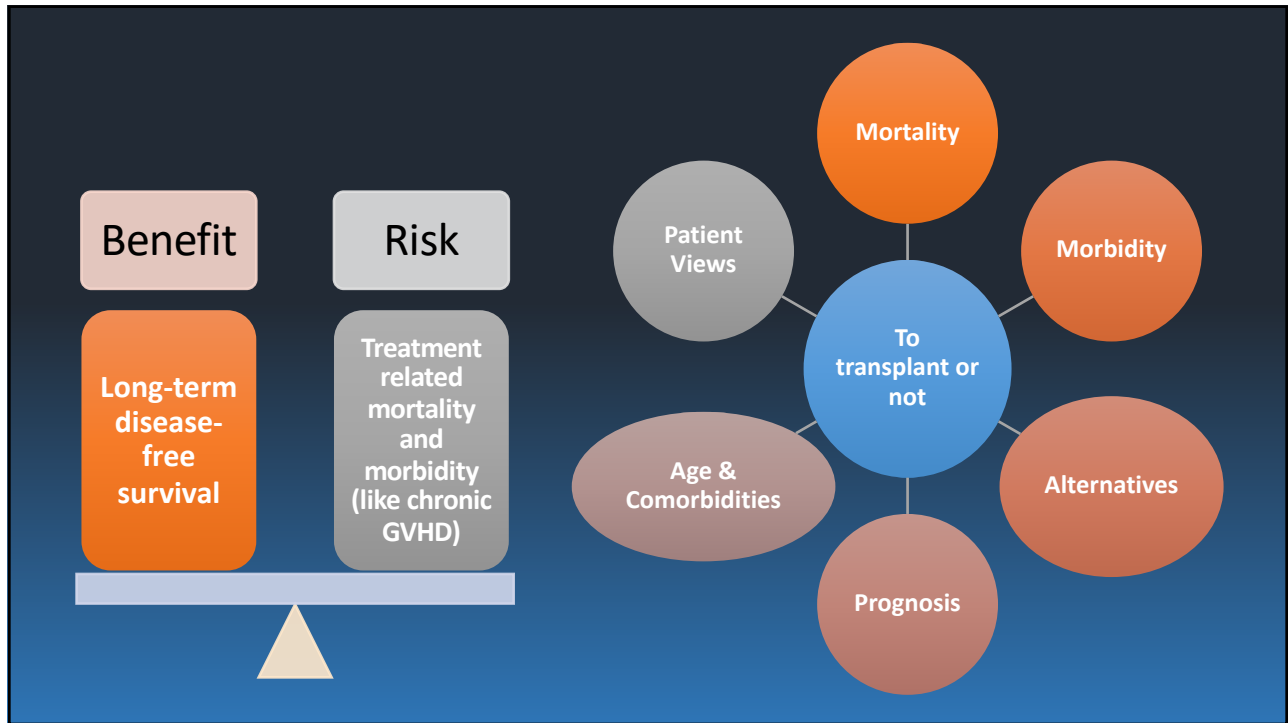 Benefit
Risk
Long-term
disease-
free
survival
Treatment
related
mortality
and
morbidity
(like chronic
GVHD)
Mortality
Morbidity
Alternatives
Prognosis
Age &
Comorbidities
Patient
Views
To
transplant or
not